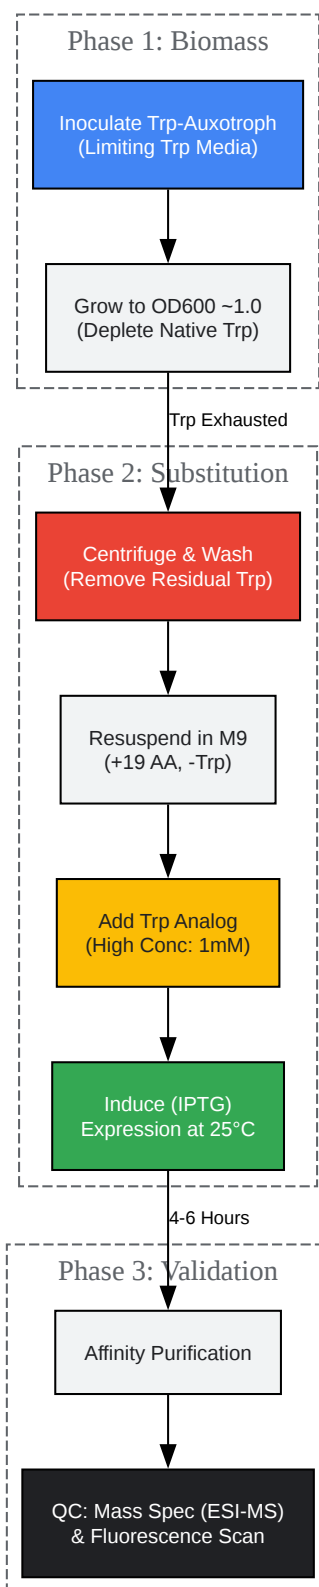 Phase 1: Biomass
Inoculate Trp-Auxotroph
(Limiting Trp Media)
Grow to OD600 ~1.0
(Deplete Native Trp)
Trp Exhausted
Phase 2: Substitution
Centrifuge & Wash
(Remove Residual Trp)
Resuspend in M9
(+19 AA, -Trp)
Add Trp Analog
(High Conc: 1mM)
Induce (IPTG)
Expression at 25°C
4-6 Hours
Phase 3: Validation
Affinity Purification
QC: Mass Spec (ESI-MS)
& Fluorescence Scan